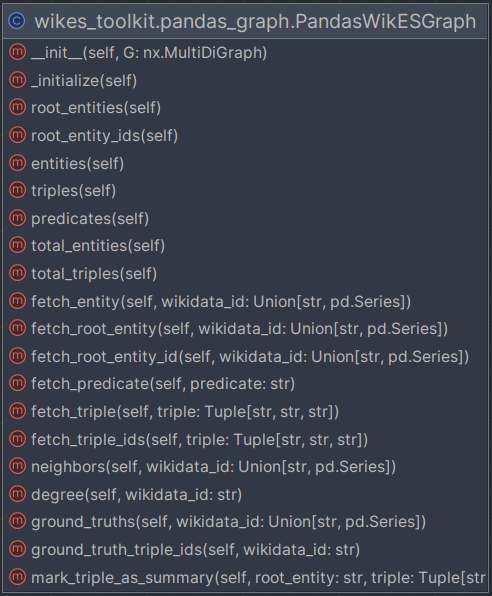 C wikes_toolkit.pandas_graph.PandasWikESGraph
m __init__(self, G: nx.MultiDiGraph)
m _initialize(self)
m root_entities(self)
m root_entity_ids(self)
m entities(self)
m triples(self)
m predicates(self)
m total_entities(self)
m total_triples(self)
m fetch_entity(self, wikidata_id: Union[str, pd.Series])
m fetch_root_entity(self, wikidata_id: Union[str, pd.Series])
m fetch_root_entity_id(self, wikidata_id: Union[str, pd.Series])
m fetch_predicate(self, predicate: str)
m fetch_triple(self, triple: Tuple[str, str, str])
m fetch_triple_ids(self, triple: Tuple[str, str, str])
m neighbors(self, wikidata_id: Union[str, pd.Series])
m degree(self, wikidata_id: str)
m ground_truths(self, wikidata_id: Union[str, pd.Series])
m ground_truth_triple_ids(self, wikidata_id: str)
m mark_triple_as_summary(self, root_entity: str, triple: Tuple[str